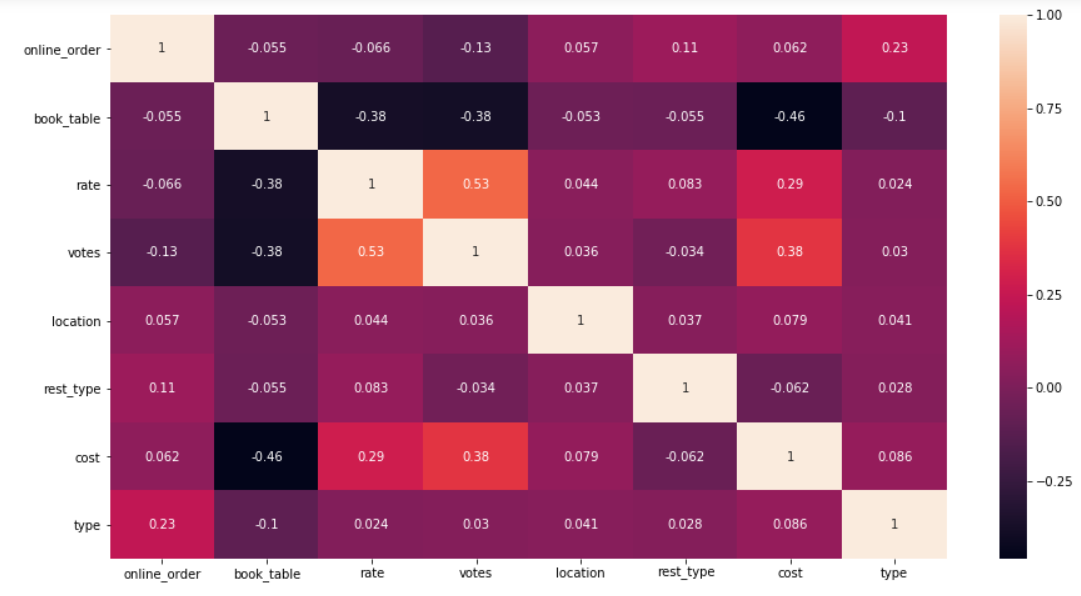 online_order 1 -0.055 -0.066 -0.13 0.057 0.11 0.062 0.23
book_table -0.055 1 -0.38 -0.38 -0.053 -0.055 -0.46 -0.1
rate -0.066 -0.38 1 0.53 0.044 0.083 0.29 0.024
votes -0.13 -0.38 0.53 1 0.036 -0.034 0.38 0.03
location 0.057 -0.053 0.044 0.036 1 0.037 0.079 0.041
rest_type 0.11 -0.055 0.083 -0.034 0.037 1 -0.062 0.028
cost 0.062 -0.46 0.29 0.38 0.079 -0.062 1 0.086
type 0.23 -0.1 0.024 0.03 0.041 0.028 0.086 1
online_order book_table rate votes location rest_type cost type
1.00
0.75
0.50
0.25
0.00
−0.25